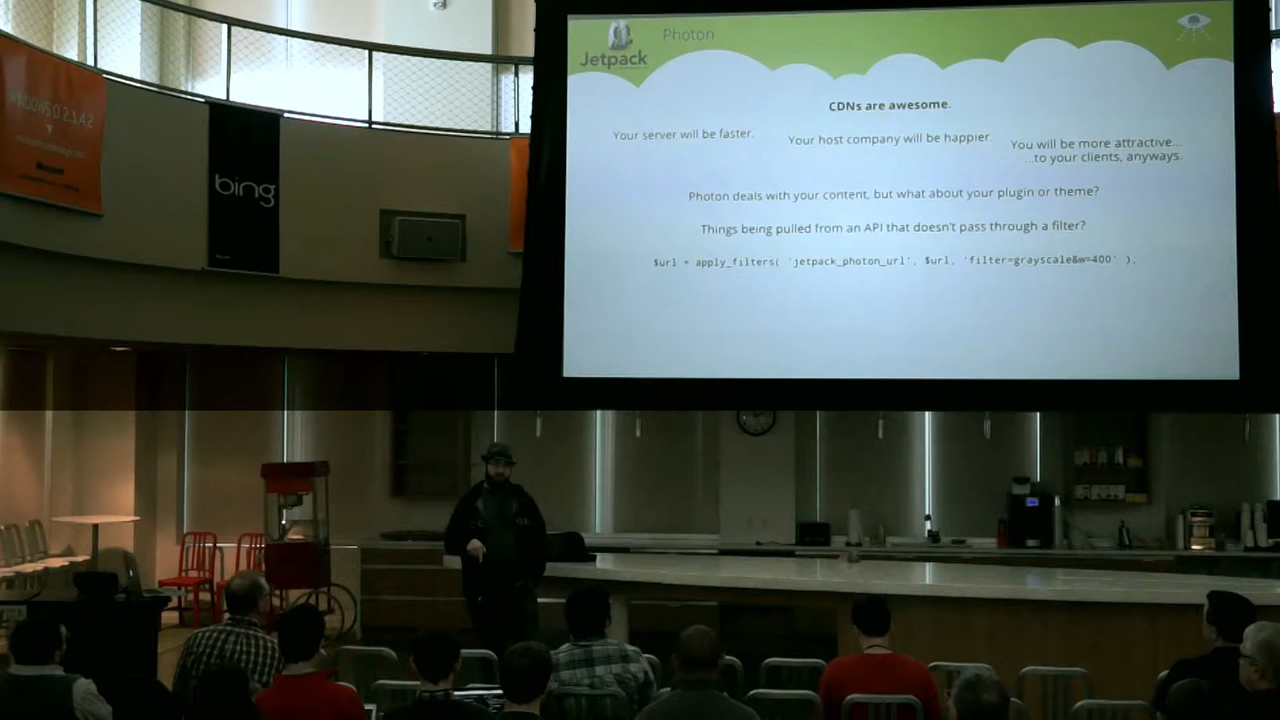 Jetpack
Photon
CDNs are awesome.
Your server will be faster.
Your host company will be happier.
You will be more attractive...
...to your clients, anyways.
Photon deals with your content, but what about your plugin or theme?
Things being pulled from an API that doesn't pass through a filter?
$url = apply_filters( 'jetpack_photon_url', $url, 'filter=grayscale&w=400' );
bing